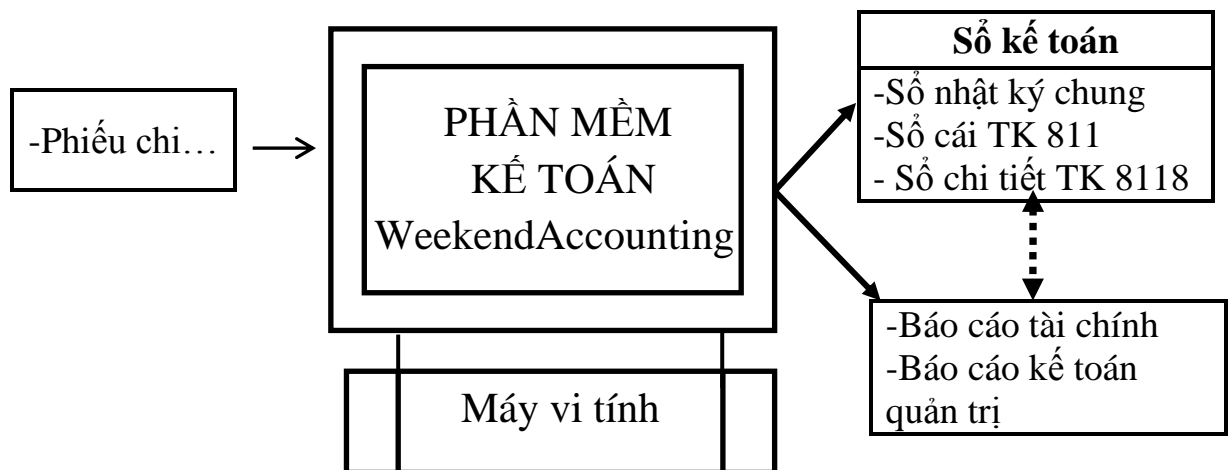 -Phiếu chi…
PHẦN MỀM
KẾ TOÁN
WeekendAccounting
Máy vi tính
Sổ kế toán
-Sổ nhật ký chung
-Sổ cái TK 811
- Sổ chi tiết TK 8118
-Báo cáo tài chính
-Báo cáo kế toán
quản trị